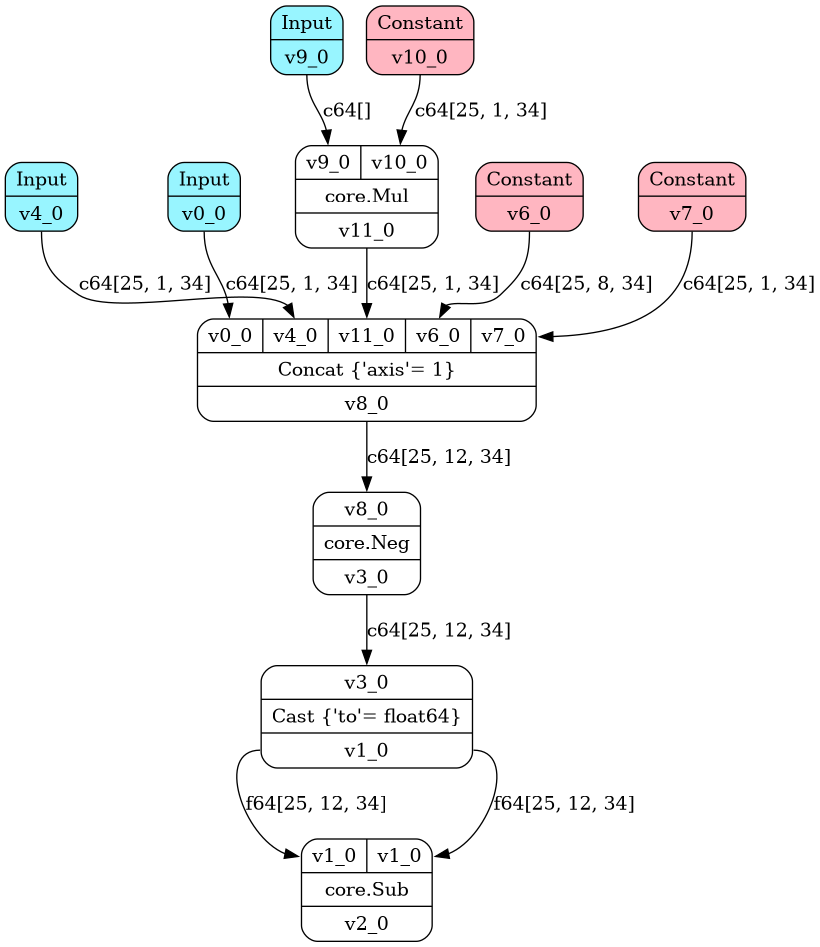 Input
v9_0
Constant
v10_0
c64[]
c64[25, 1, 34]
Input
v4_0
Input
v0_0
v9_0
v10_0
core.Mul
v11_0
Constant
v6_0
Constant
v7_0
c64[25, 1, 34]
c64[25, 1, 34]
c64[25, 1, 34]
c64[25, 8, 34]
c64[25, 1, 34]
v0_0
v4_0
v11_0
v6_0
v7_0
Concat {'axis'= 1}
v8_0
c64[25, 12, 34]
v8_0
core.Neg
v3_0
c64[25, 12, 34]
v3_0
Cast {'to'= float64}
v1_0
f64[25, 12, 34]
f64[25, 12, 34]
v1_0
v1_0
core.Sub
v2_0